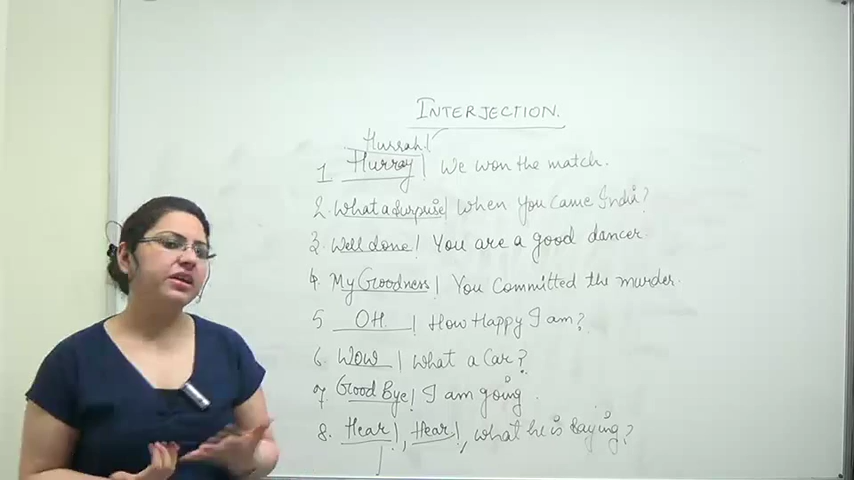 INTERJECTION.
Hurrah!
1 Hurray! We won the match.
2. What a Surprise! When you came India?
3. Well done! You are a good dancer.
4. My Goodness! You committed the murder.
5 OH. ! How Happy I am?
6. Wow ! What a Car?
7. Good Bye! I am going.
8. Hear!, Hear!, what he is saying?